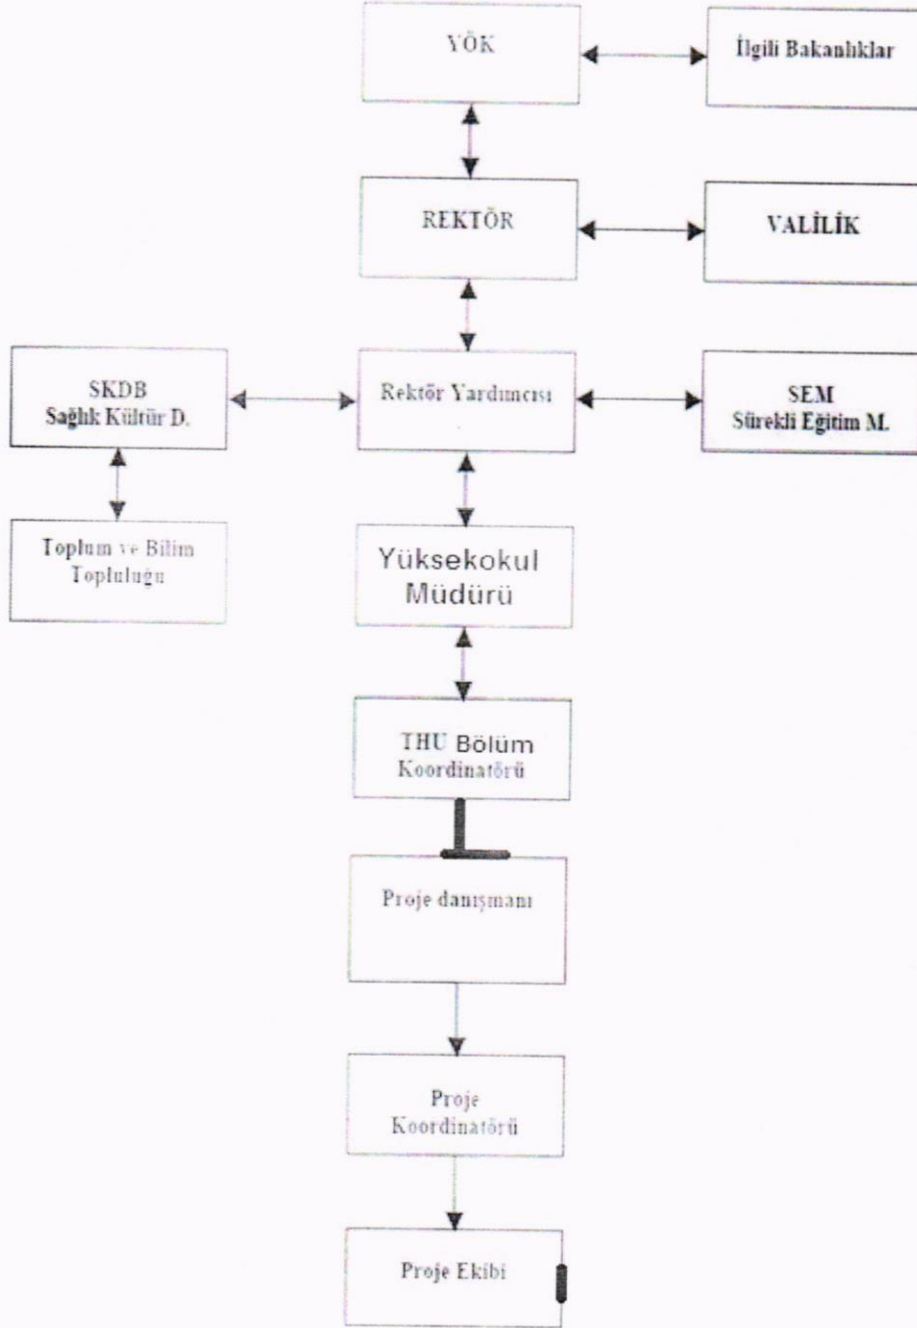 YÖK
İlgili Bakanlıklar
REKTÖR
VALİLİK
SKDB
Sağlık Kültür D.
Rektör Yardımcısı
SEM
Sürekli Eğitim M.
Toplum ve Bilim
Topluluğu
Yüksekokul
Müdürü
THU Bölüm
Koordinatörü
Proje danışmanı
Proje
Koordinatörü
Proje Ekibi